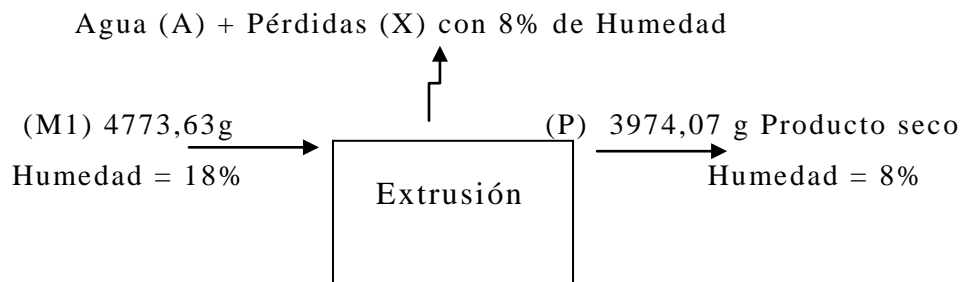 Agua (A) + Pérdidas (X) con 8% de Humedad
(M1) 4773,63g
(P) 3974,07 g Producto seco
Humedad = 18%
Humedad = 8%
Extrusión